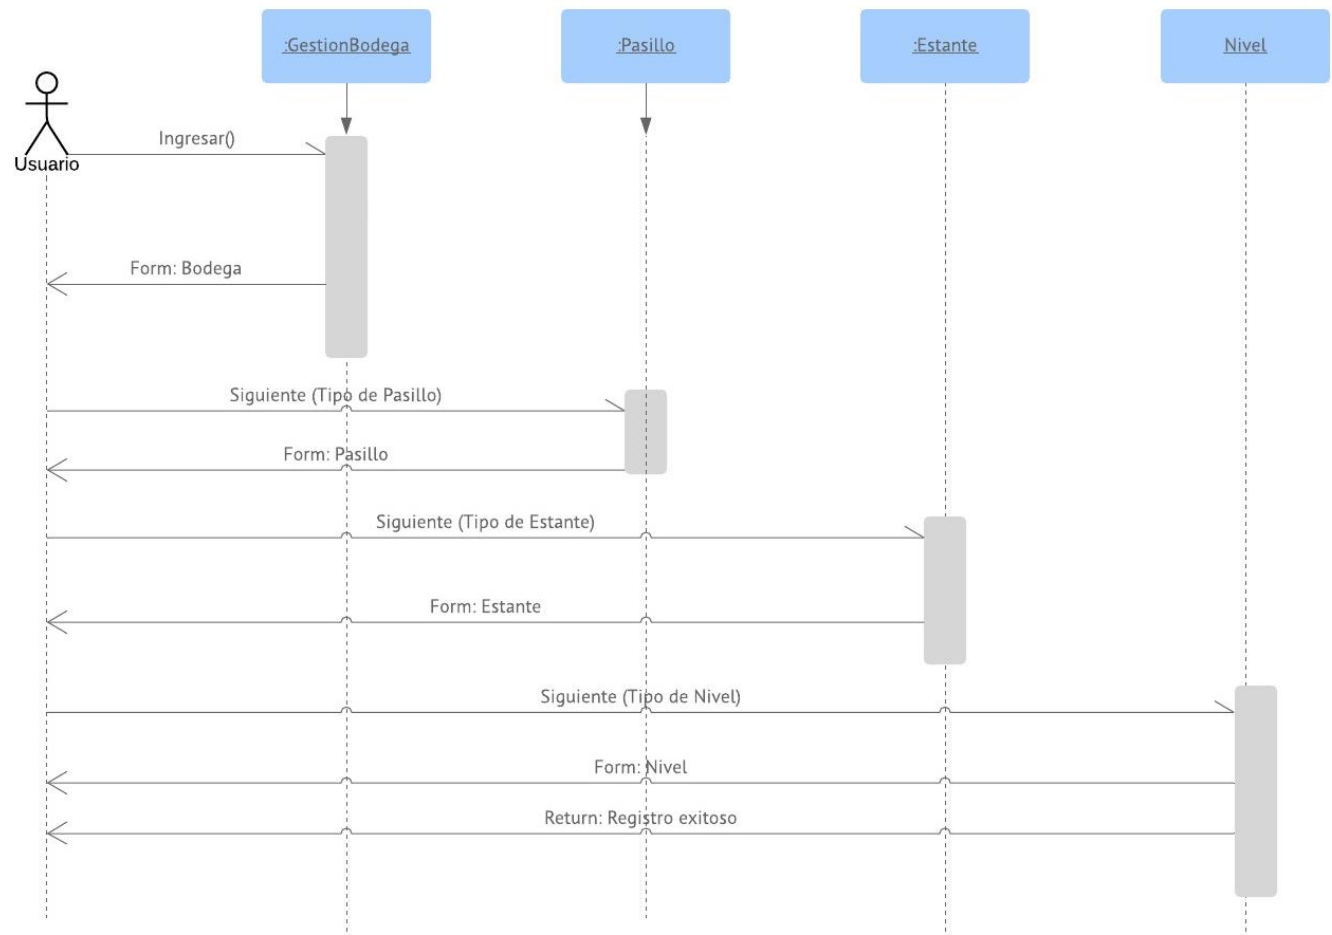 :GestionBodega
:Pasillo
:Estante
Nivel
Usuario
Ingresar()
Form: Bodega
Siguiente (Tipo de Pasillo)
Form: Pasillo
Siguiente (Tipo de Estante)
Form: Estante
Siguiente (Tipo de Nivel)
Form: Nivel
Return: Registro exitoso